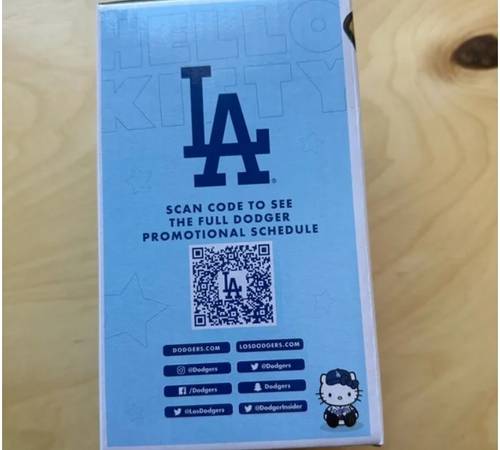 HELLO
KITTY
LA
SCAN CODE TO SEE
THE FULL DODGER
PROMOTIONAL SCHEDULE
LA
DODGERS.COM LOSDODGERS.COM
@Dodgers @Dodgers
/Dodgers Dodgers
@LosDodgers @DodgerInsider